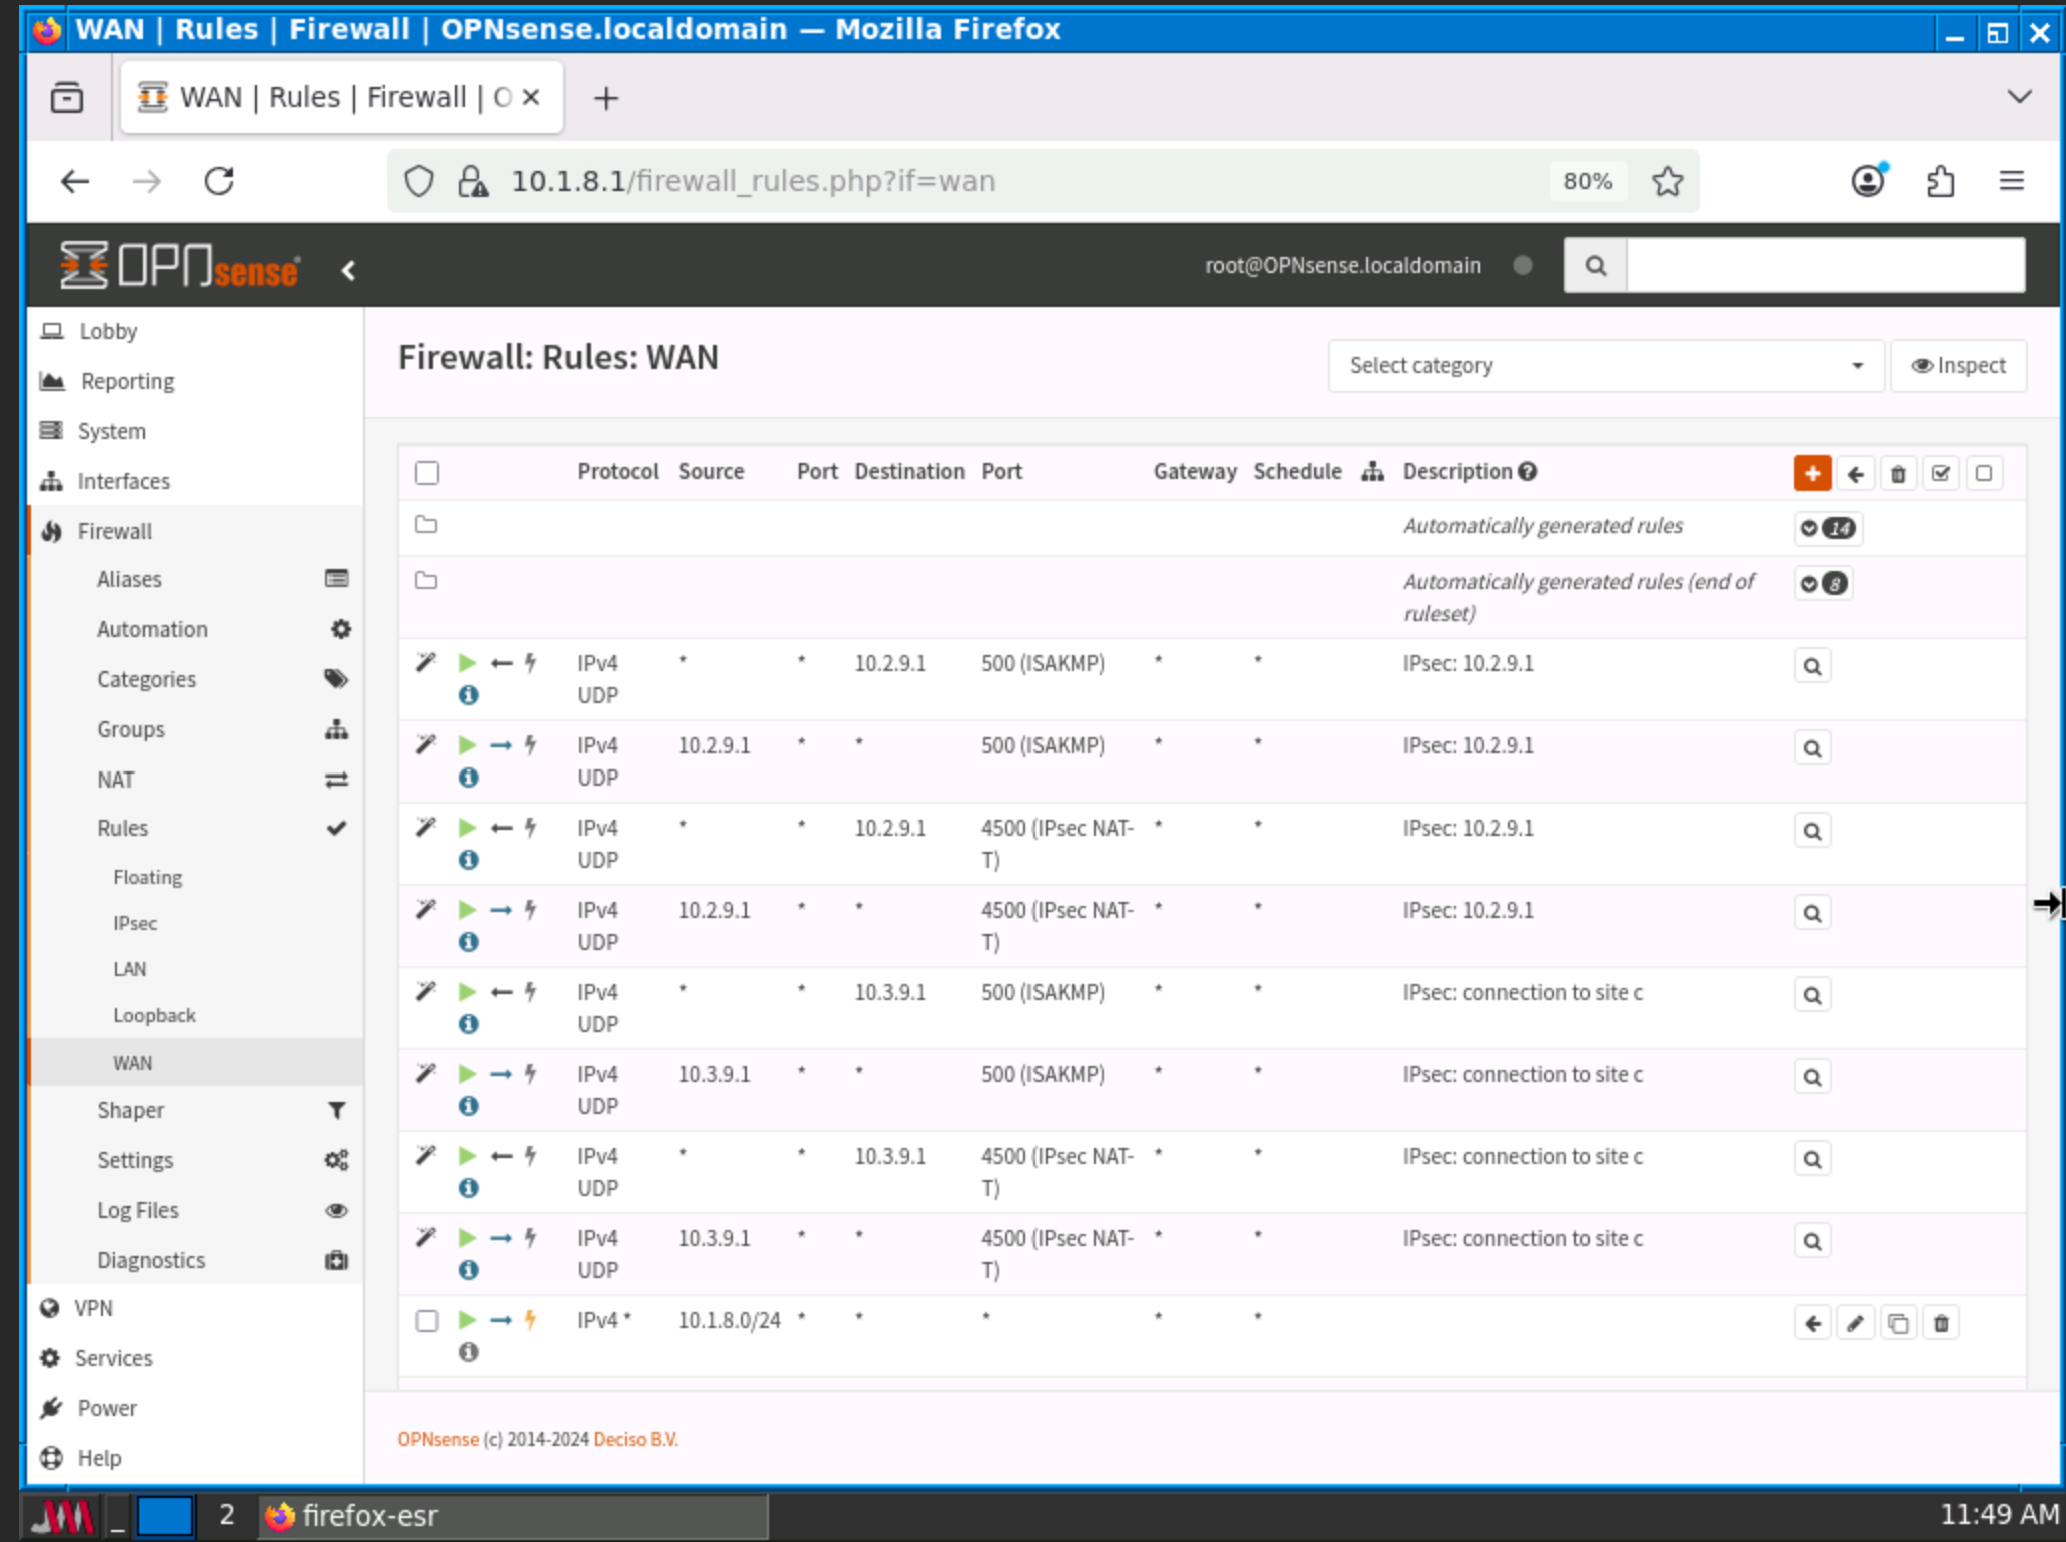 WAN | Rules | Firewall | OPNsense.localdomain — Mozilla Firefox
WAN | Rules | Firewall | O
10.1.8.1/firewall_rules.php?if=wan
80%
OPNsense
root@OPNsense.localdomain
Lobby
Reporting
System
Interfaces
Firewall
Aliases
Automation
Categories
Groups
NAT
Rules
Floating
IPsec
LAN
Loopback
WAN
Shaper
Settings
Log Files
Diagnostics
VPN
Services
Power
Help
Firewall: Rules: WAN
Select category
Inspect
Protocol Source Port Destination Port Gateway Schedule Description
Automatically generated rules 14
Automatically generated rules (end of 8
ruleset)
IPv4 * * 10.2.9.1 500 (ISAKMP) * * IPsec: 10.2.9.1
UDP
IPv4 10.2.9.1 * * 500 (ISAKMP) * * IPsec: 10.2.9.1
UDP
IPv4 * * 10.2.9.1 4500 (IPsec NAT- * * IPsec: 10.2.9.1
UDP T)
IPv4 10.2.9.1 * * 4500 (IPsec NAT- * * IPsec: 10.2.9.1
UDP T)
IPv4 * * 10.3.9.1 500 (ISAKMP) * * IPsec: connection to site c
UDP
IPv4 10.3.9.1 * * 500 (ISAKMP) * * IPsec: connection to site c
UDP
IPv4 * * 10.3.9.1 4500 (IPsec NAT- * * IPsec: connection to site c
UDP T)
IPv4 10.3.9.1 * * 4500 (IPsec NAT- * * IPsec: connection to site c
UDP T)
IPv4 * 10.1.8.0/24 * * * * *
OPNsense (c) 2014-2024 Deciso B.V.
2
firefox-esr
11:49 AM